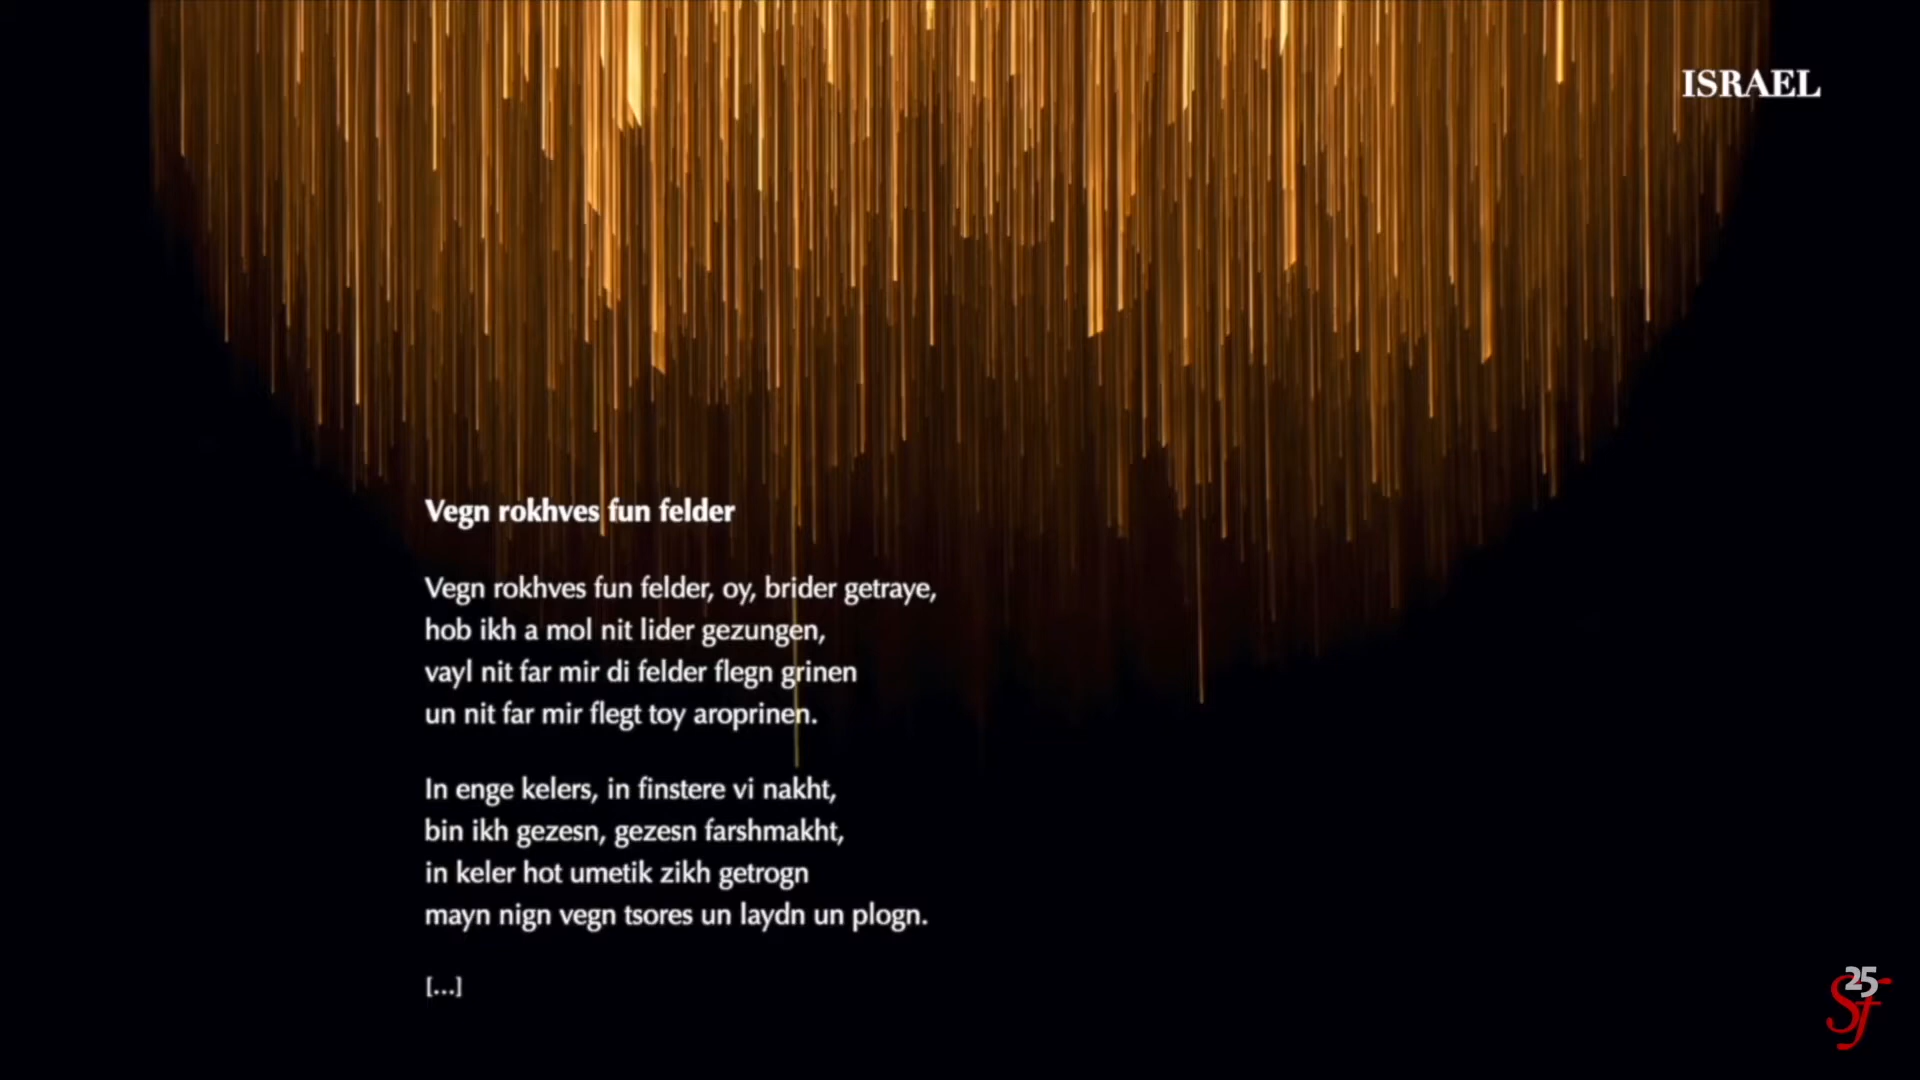 ISRAEL
Vegn rokhves fun felder
Vegn rokhves fun felder, oy, brider getraye,
hob ikh a mol nit lider gezungen,
vayl nit far mir di felder flegn grinen
un nit far mir flegt toy aroprinen.
In enge kelers, in finstere vi nakht,
bin ikh gezesn, gezesn farshmakht,
in keler hot umetik zikh getrogn
mayn nign vegn tsores un laydn un plogn.
[...]
25
Sf